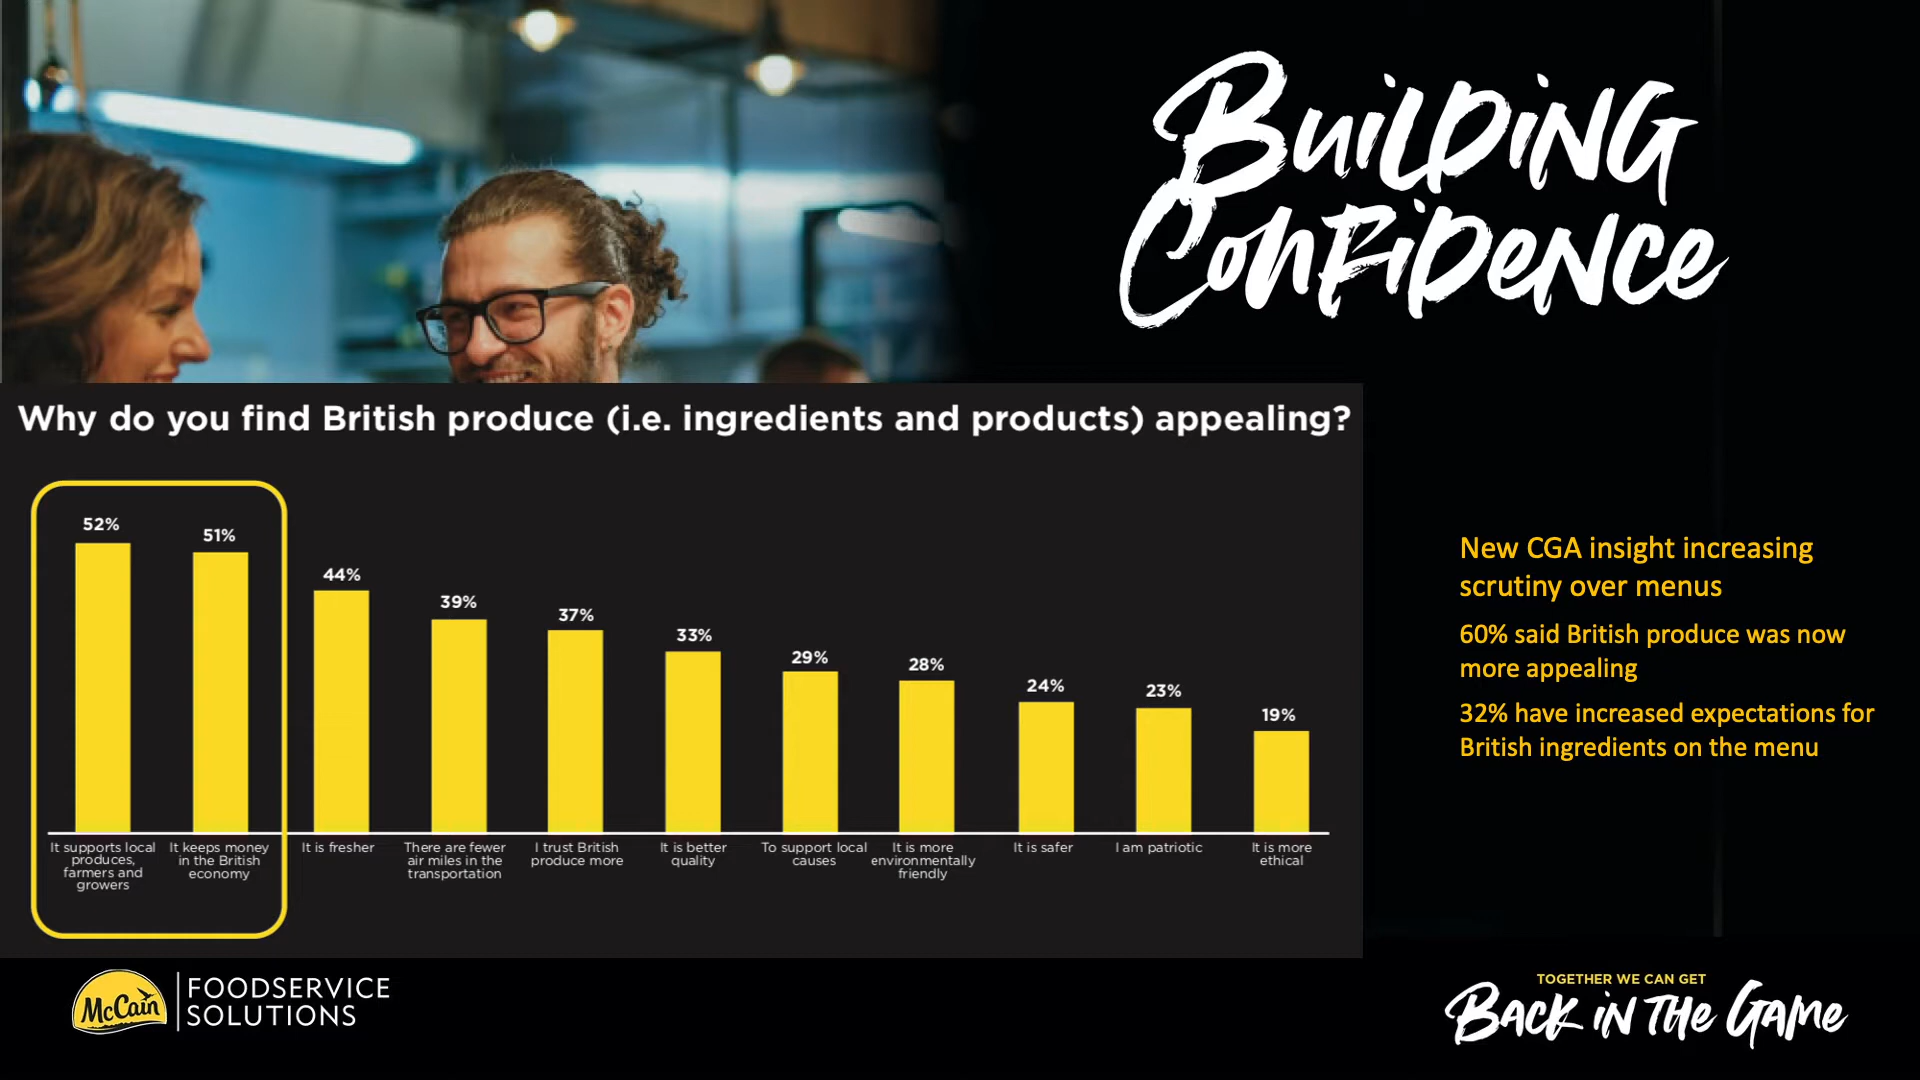 BUILDING
CONFIDENCE
Why do you find British produce (i.e. ingredients and products) appealing?
52%
51%
44%
39%
37%
33%
29%
28%
24%
23%
19%
It supports local
produces,
farmers and
growers
It keeps money
in the British
economy
It is fresher
There are fewer
air miles in the
transportation
I trust British
produce more
It is better
quality
To support local
causes
It is more
environmentally
friendly
It is safer
I am patriotic
It is more
ethical
New CGA insight increasing
scrutiny over menus
60% said British produce was now
more appealing
32% have increased expectations for
British ingredients on the menu
McCain
FOODSERVICE
SOLUTIONS
TOGETHER WE CAN GET
BACK IN THE GAME